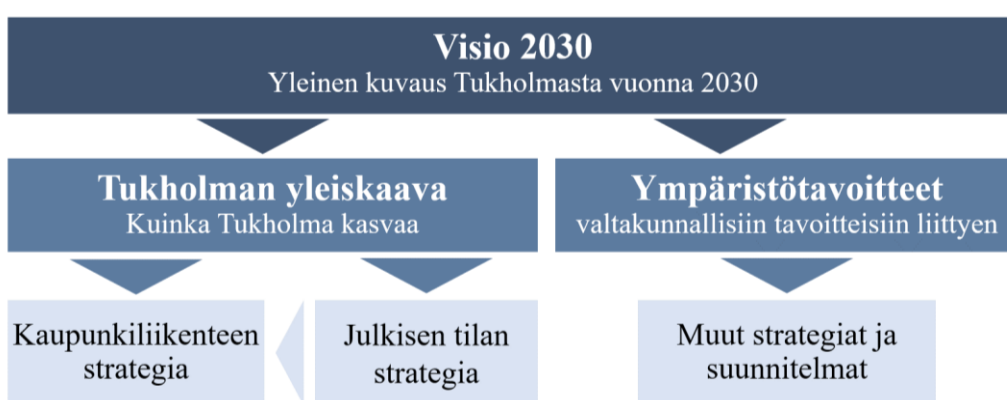 Visio 2030
Yleinen kuvaus Tukholmasta vuonna 2030
Tukholman yleiskaava
Kuinka Tukholma kasvaa
Ympäristötavoitteet
valtakunnallisiin tavoitteisiin liittyen
Kaupunkiliikenteen
strategia
Julkisen tilan
strategia
Muut strategiat ja
suunnitelmat